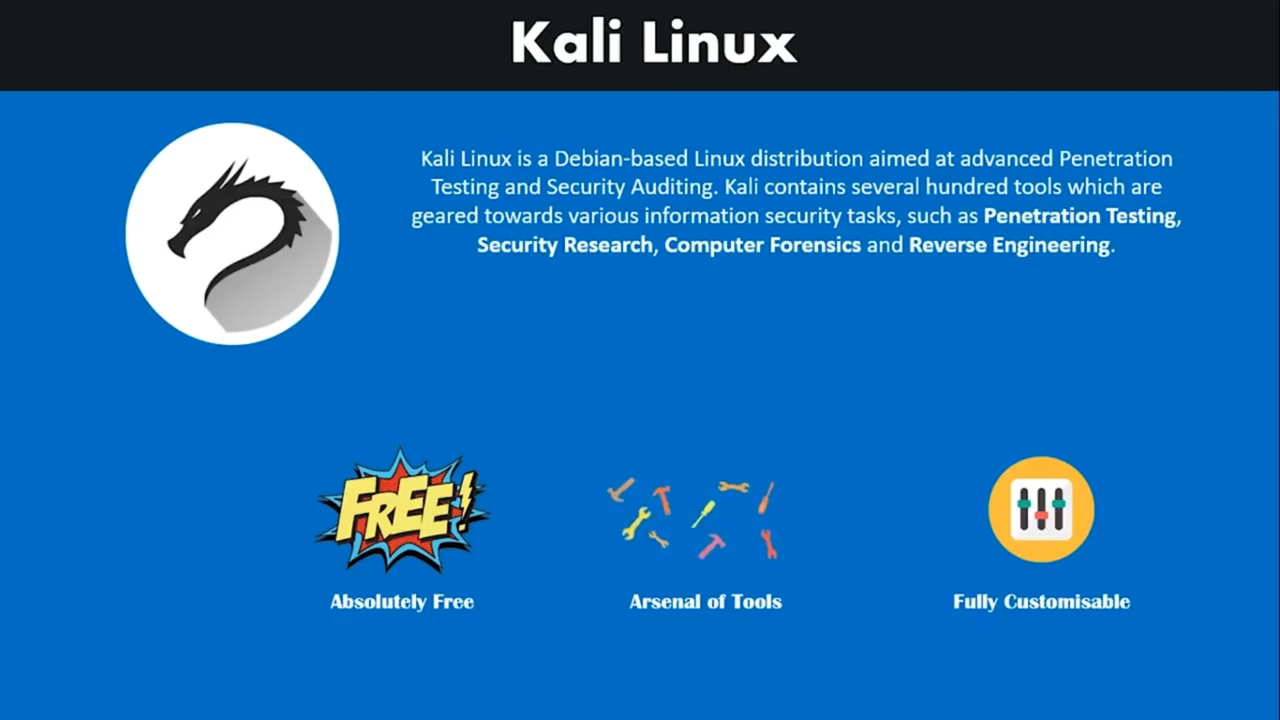 Kali Linux
Kali Linux is a Debian-based Linux distribution aimed at advanced Penetration
Testing and Security Auditing. Kali contains several hundred tools which are
geared towards various information security tasks, such as Penetration Testing,
Security Research, Computer Forensics and Reverse Engineering.
FREE!
Absolutely Free
Arsenal of Tools
Fully Customisable